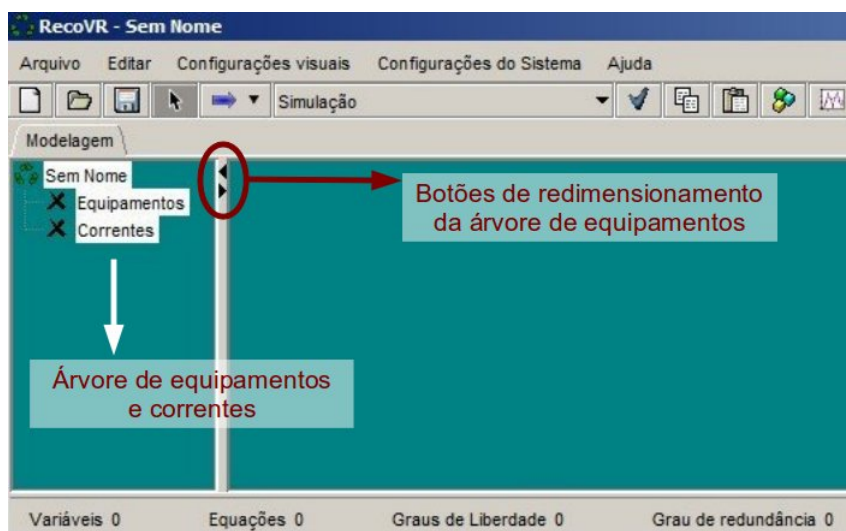 RecoVR - Sem Nome
Arquivo Editar Configurações visuais Configurações do Sistema Ajuda
Simulação
Modelagem
Sem Nome
Equipamentos
Correntes
Botões de redimensionamento
da árvore de equipamentos
Árvore de equipamentos
e correntes
Variáveis 0 Equações 0 Graus de Liberdade 0 Grau de redundância 0